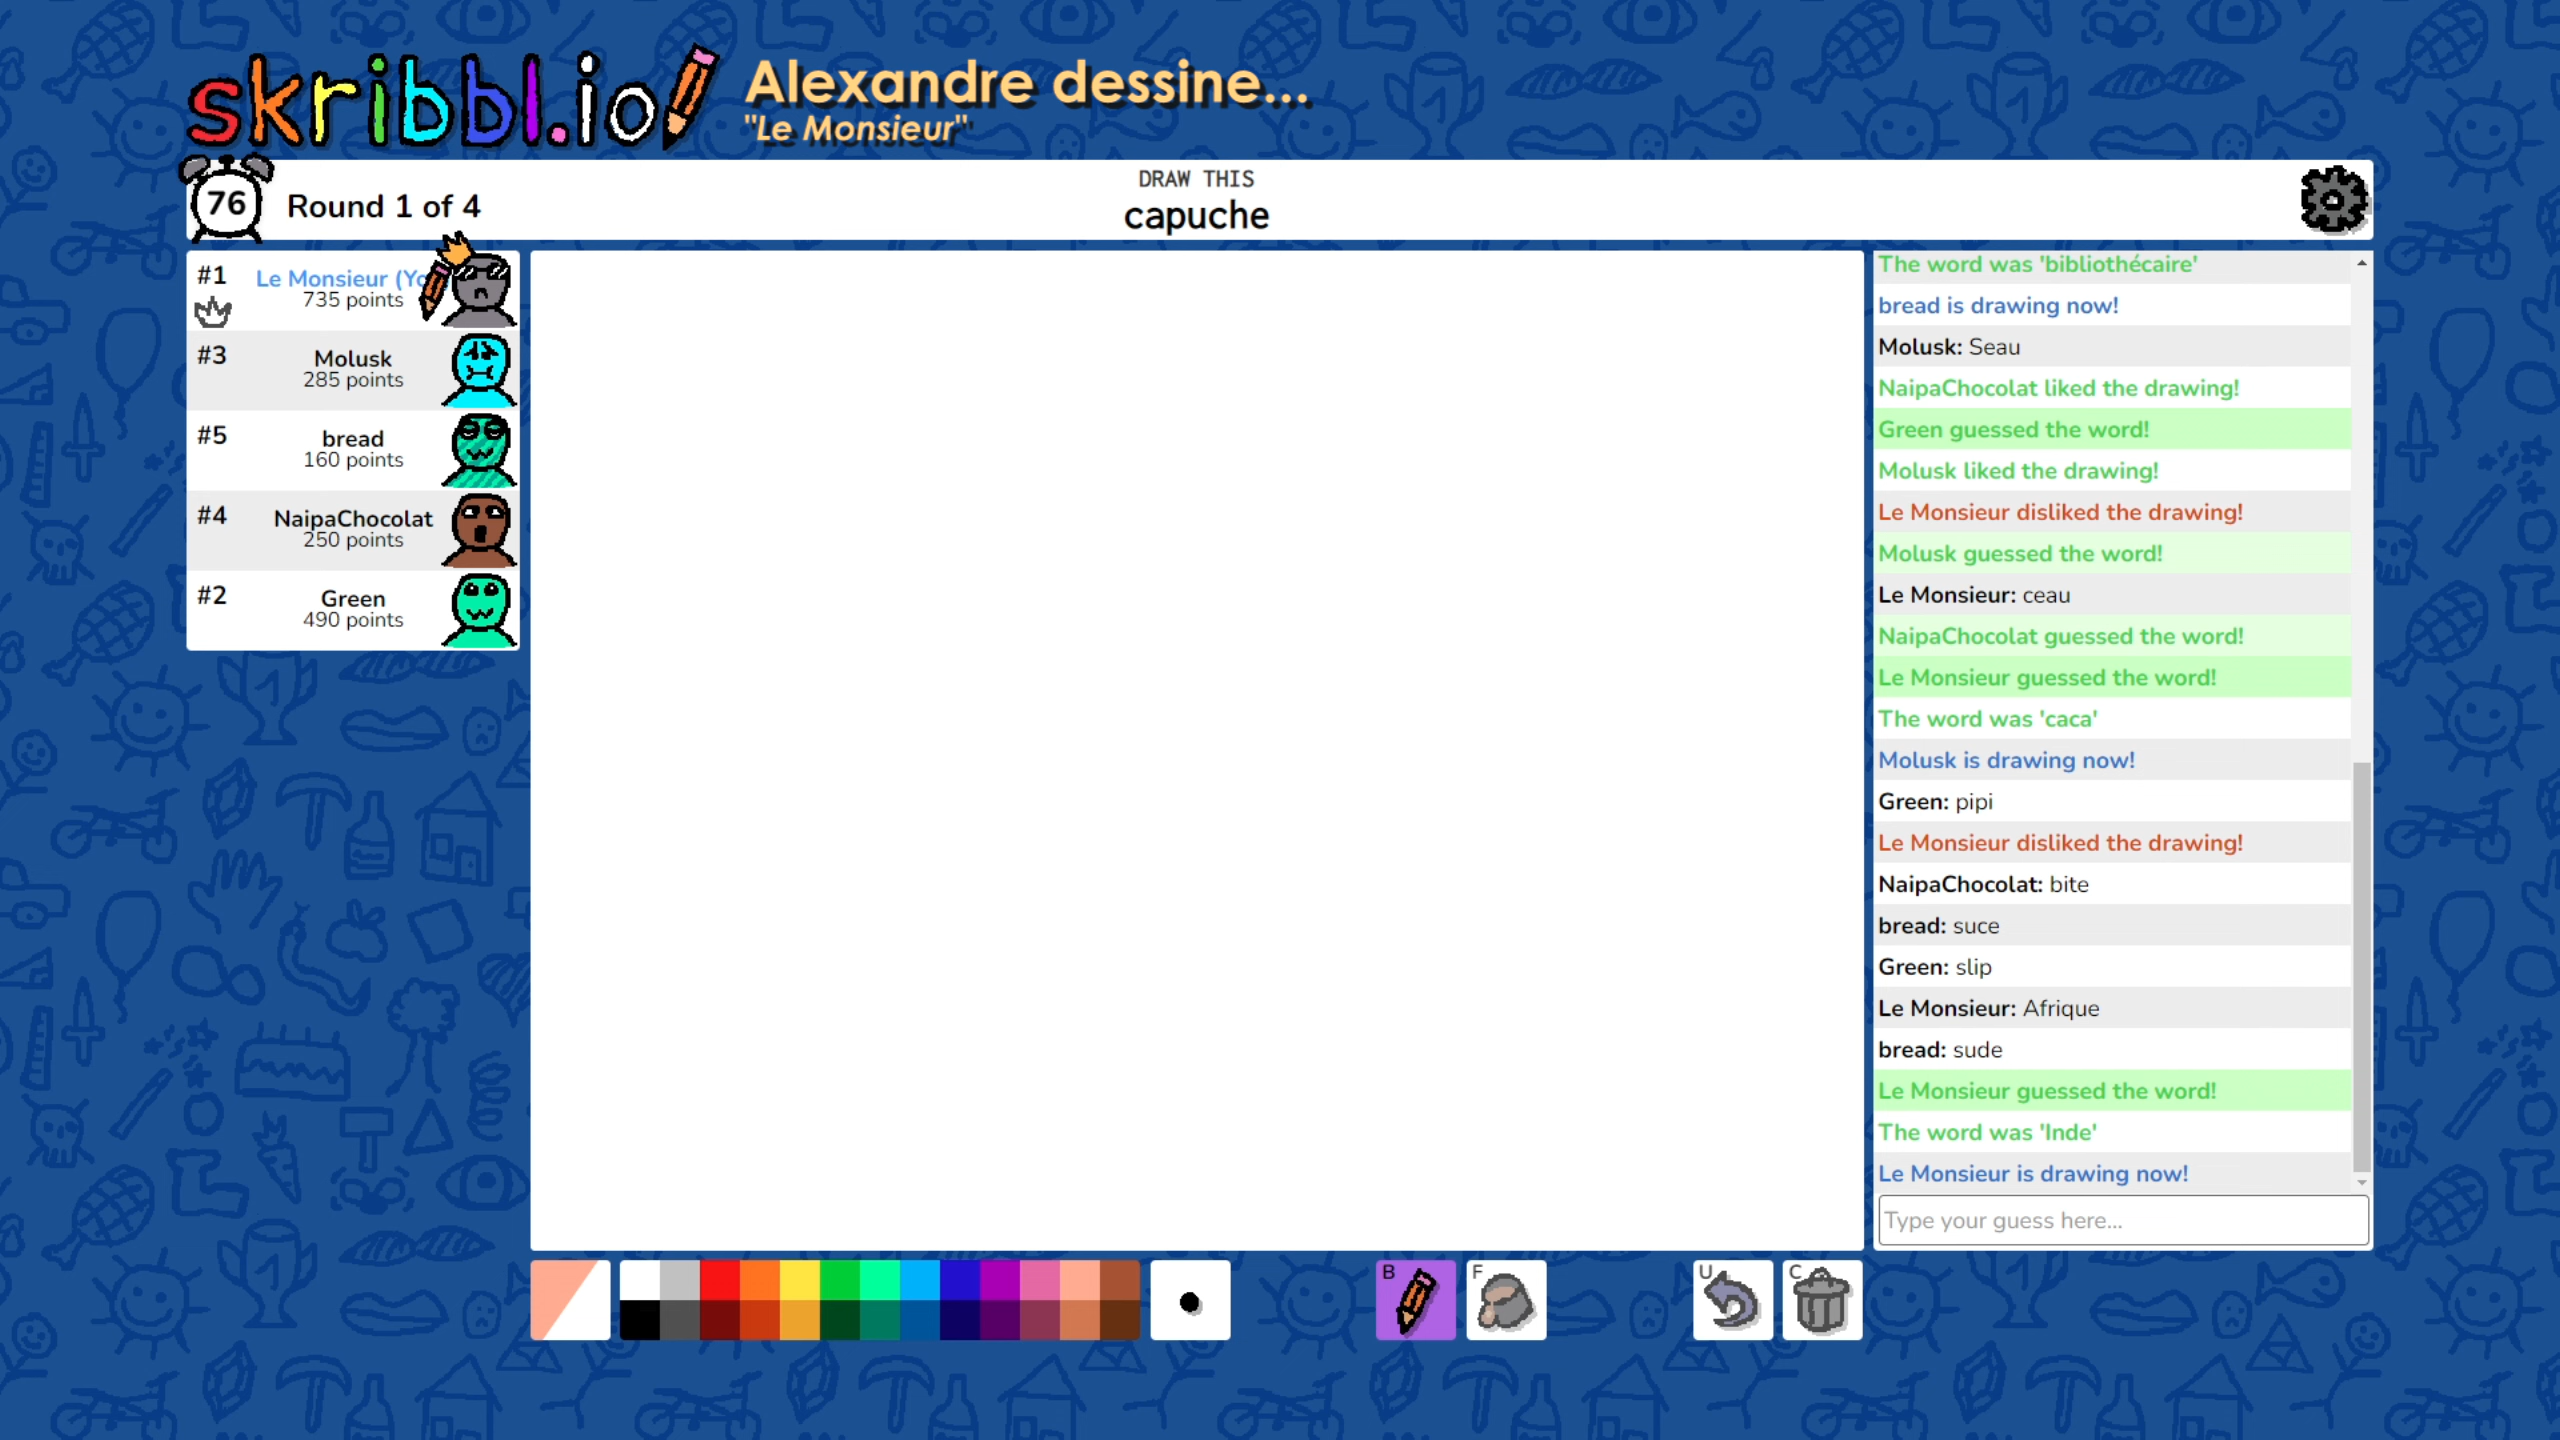 skribbl.io
Alexandre dessine...
"Le Monsieur"
76
Round 1 of 4
DRAW THIS
capuche
#1
Le Monsieur (Yo
735 points
#3
Molusk
285 points
#5
bread
160 points
#4
NaipaChocolat
250 points
#2
Green
490 points
The word was 'bibliothécaire'
bread is drawing now!
Molusk: Seau
NaipaChocolat liked the drawing!
Green guessed the word!
Molusk liked the drawing!
Le Monsieur disliked the drawing!
Molusk guessed the word!
Le Monsieur: ceau
NaipaChocolat guessed the word!
Le Monsieur guessed the word!
The word was 'caca'
Molusk is drawing now!
Green: pipi
Le Monsieur disliked the drawing!
NaipaChocolat: bite
bread: suce
Green: slip
Le Monsieur: Afrique
bread: sude
Le Monsieur guessed the word!
The word was 'Inde'
Le Monsieur is drawing now!
Type your guess here...
B
F
U
C